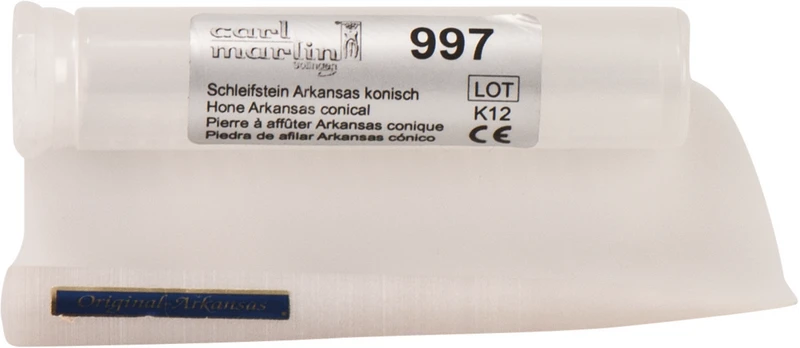 carl
martin
solingen
997
LOT
K12
CE
Schleifstein Arkansas konisch
Hone Arkansas conical
Pierre à affûter Arkansas conique
Piedra de afilar Arkansas cónico
Original-Arkansas